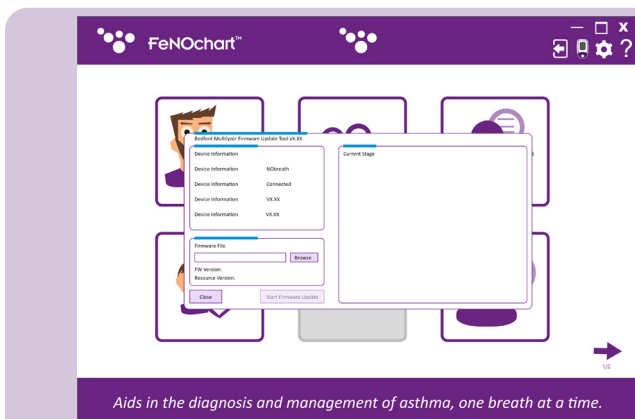 FeNOchart™
X
?
Bedfont Multlyzer Firmware Update Tool vX.XX
Device Information
Device Information NObreath
Device Information Connected
Device Information VX.XX
Device Information VX.XX
Firmware File
Browse
FW Version:
Resource Version:
Close Start Firmware Update
Current Stage
1/2
Aids in the diagnosis and management of asthma, one breath at a time.